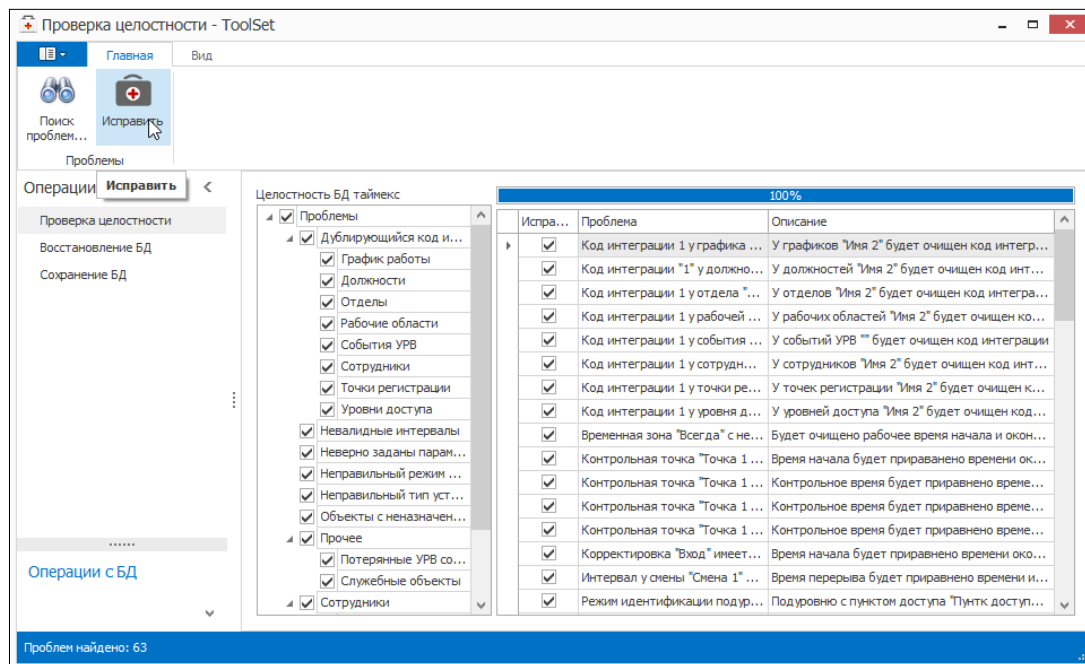 Проверка целостности - ToolSet
Главная Вид
Поиск проблем...
Исправить
Проблемы
Исправить
Операции
Проверка целостности
Восстановление БД
Сохранение БД
Операции с БД
Целостность БД таймекс
Проблемы
Дублирующийся код и...
График работы
Должности
Отделы
Рабочие области
События УРВ
Сотрудники
Точки регистрации
Уровни доступа
Невалидные интервалы
Неверно заданы парам...
Неправильный режим ...
Неправильный тип уст...
Объекты с неназначен...
Прочее
Потерянные УРВ со...
Служебные объекты
Сотрудники
100%
Испра... Проблема Описание
Код интеграции 1 у графика ... У графиков "Имя 2" будет очищен код интегр...
Код интеграции "1" у должно... У должностей "Имя 2" будет очищен код инт...
Код интеграции 1 у отдела "... У отделов "Имя 2" будет очищен код интегра...
Код интеграции 1 у рабочей ... У рабочих областей "Имя 2" будет очищен ко...
Код интеграции 1 у события ... У событий УРВ "" будет очищен код интеграции
Код интеграции 1 у сотрудн... У сотрудников "Имя 2" будет очищен код инт...
Код интеграции 1 у точки ре... У точек регистрации "Имя 2" будет очищен к...
Код интеграции 1 у уровня д... У уровней доступа "Имя 2" будет очищен код...
Временная зона "Всегда" с не... Будет очищено рабочее время начала и окон...
Контрольная точка "Точка 1 ... Время начала будет прираванено времени ок...
Контрольная точка "Точка 1 ... Контрольное время будет приравнено време...
Контрольная точка "Точка 1 ... Контрольное время будет приравнено време...
Контрольная точка "Точка 1 ... Контрольное время будет приравнено време...
Корректировка "Вход" имеет... Время начала будет приравнено времени око...
Интервал у смены "Смена 1" ... Время перерыва будет приравнено времени и...
Режим идентификации подур... Подуровню с пунктом доступа "Пунтк доступ...
Проблем найдено: 63